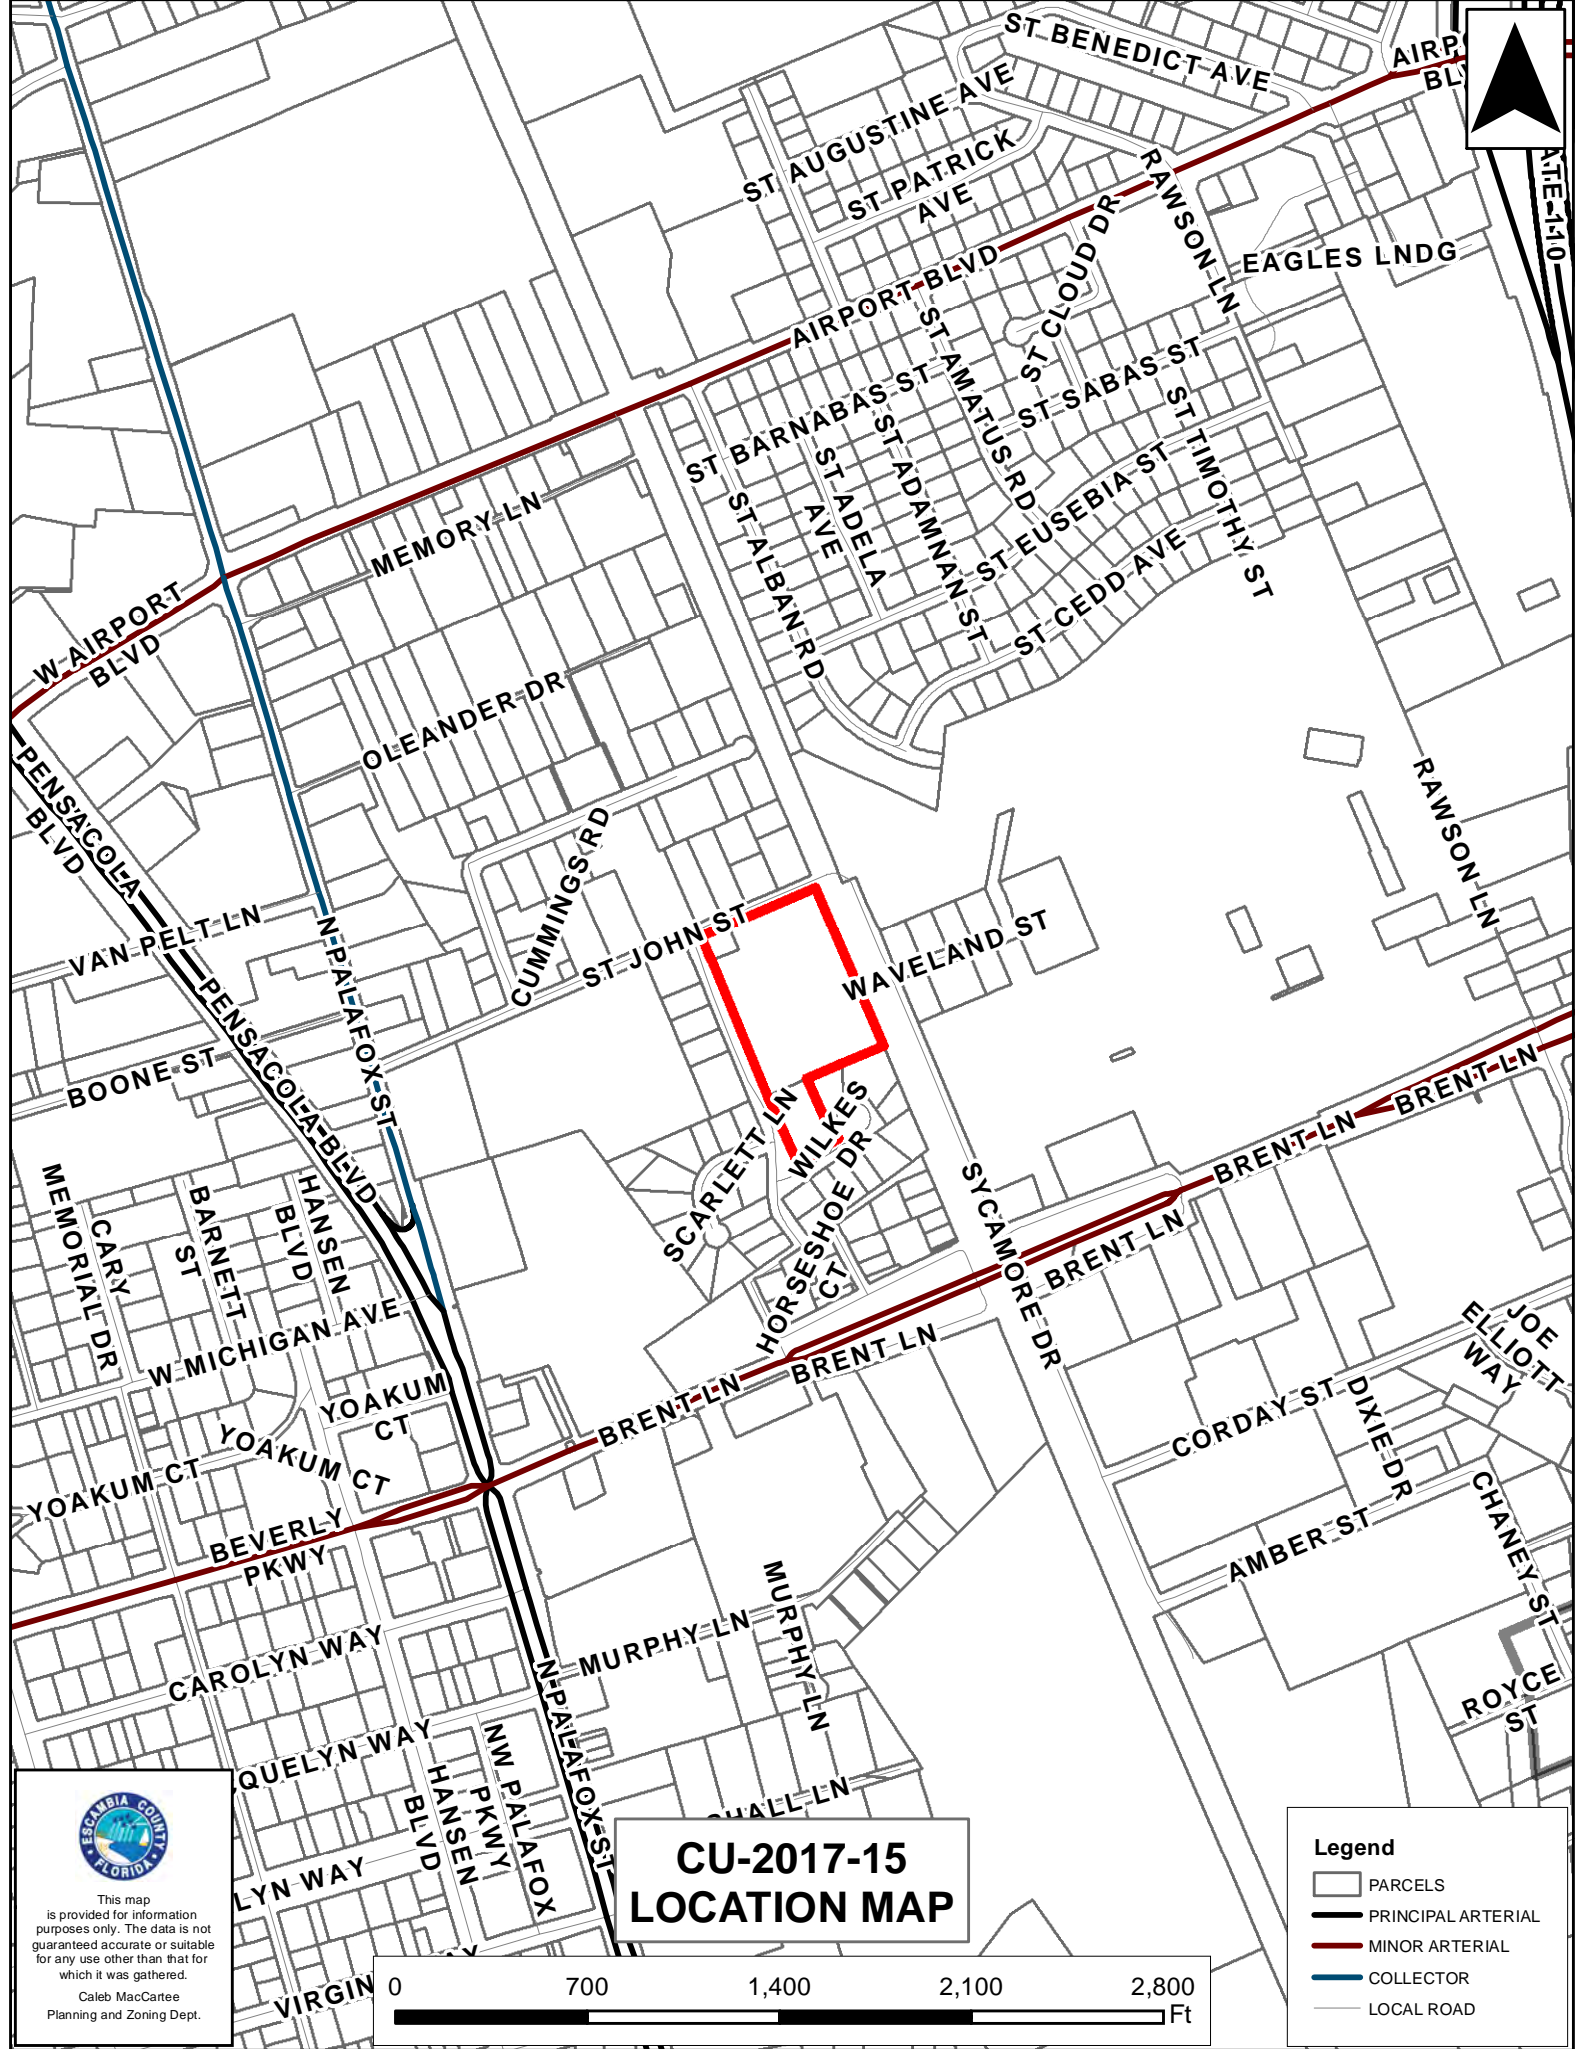 ST BENEDICT AVE
AIRP
BL
ST AUGUSTINE AVE
ST PATRICK
AVE
RAWSON LN
ATE-110
ST CLOUD DR
EAGLES LNDG
AIRPORT BLVD
ST AMATUS RD
ST BARNABAS ST
ST SABAS ST
ST TIMOTHY ST
ST ADAMNAN ST
ST ADELA
AVE
ST ALBAN RD
ST EUSEBIA ST
ST CEDD AVE
MEMORY LN
W AIRPORT
BLVD
OLEANDER DR
PENSACOLA
BLVD
CUMMINGS RD
RAWSON LN
VAN PELT LN
N PALAFOX ST
ST JOHN ST
WAVELAND ST
PENSACOLA BLVD
BOONE ST
BRENT LN
BRENT LN
BRENT LN
BRENT LN
SCARLETT LN
WILKES
DR
HORSESHOE
CT
SYCAMORE DR
MEMORIAL DR
CARY
BARNETT
ST
HANSEN
BLVD
W MICHIGAN AVE
YOAKUM
CT
YOAKUM CT
YOAKUM CT
BRENT LN
BRENT LN
JOE
ELLIOTT
WAY
CORDAY ST
DIXIE DR
AMBER ST
CHANEY ST
BEVERLY
PKWY
MURPHY LN
MURPHY LN
CAROLYN WAY
N PALAFOX ST
ROYCE
ST
QUELYN WAY
HANSEN
BLVD
NW PALAFOX
PKWY
HALL LN
LYN WAY
VIRGIN
AY
ESCAMBIA COUNTY
FLORIDA
This map
is provided for information
purposes only. The data is not
guaranteed accurate or suitable
for any use other than that for
which it was gathered.
Caleb MacCartee
Planning and Zoning Dept.
CU-2017-15
LOCATION MAP
0 700 1,400 2,100 2,800
Ft
Legend
PARCELS
PRINCIPAL ARTERIAL
MINOR ARTERIAL
COLLECTOR
LOCAL ROAD